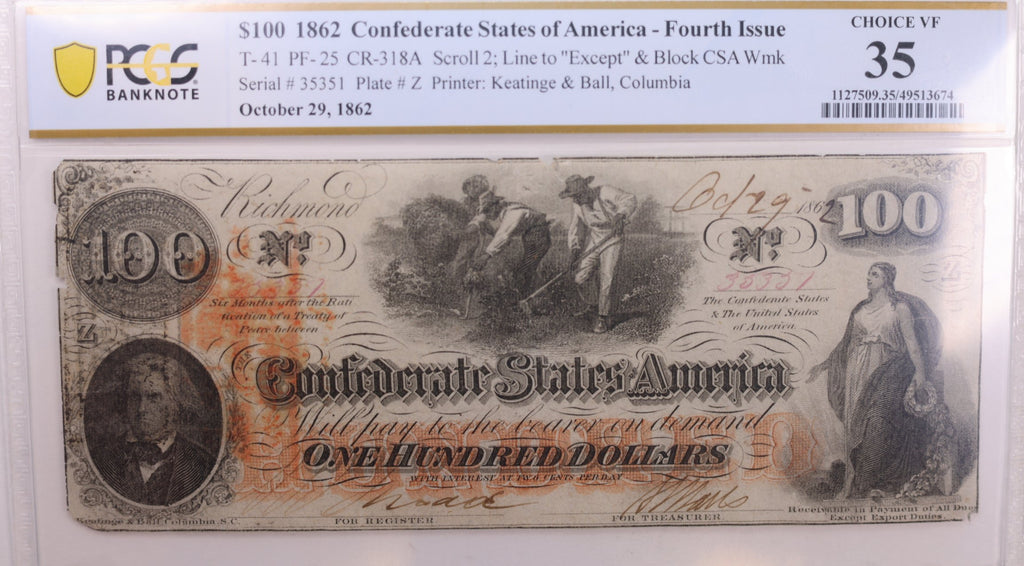 $100 1862 Confederate States of America - Fourth Issue
T- 41 PF- 25 CR-318A Scroll 2; Line to "Except" & Block CSA Wmk
Serial # 35351 Plate # Z Printer: Keatinge & Ball, Columbia
October 29, 1862
PCGS
BANKNOTE
CHOICE VF
35
1127509.35/49513674
Richmond
Oct 29 1862
100
100
No.
No.
35351
Z
Six Months after the Rati
fication of a Treaty of
Peace between
The Confederate States
& The United States
of America
Z
Confederate States America
Will pay to the bearer on demand
ONE HUNDRED DOLLARS
WITH INTEREST AT TWO CENTS PER DAY
Keatinge & Ball, Columbia, S.C.
FOR REGISTER
FOR TREASURER
Receivable in Payment of All Dues
Except Export Duties.